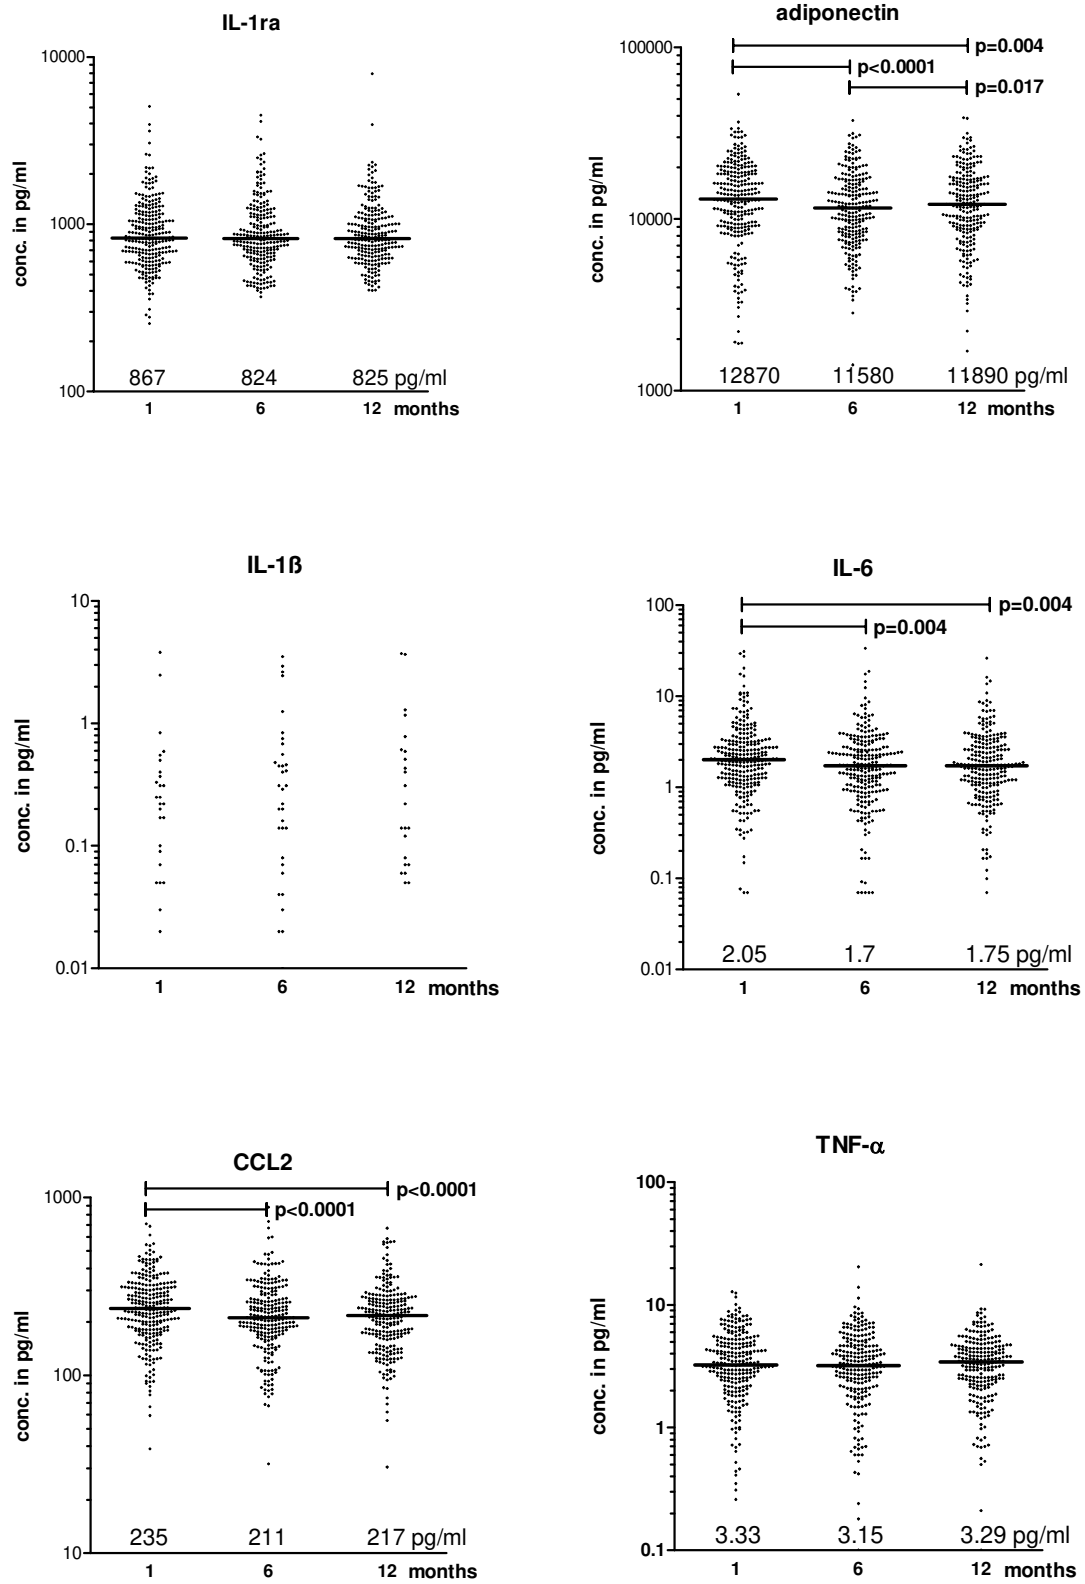 IL-1ra
conc. in pg/ml
10000
1000
100
867 824 825 pg/ml
1 6 12 months
adiponectin
conc. in pg/ml
100000
10000
1000
p=0.004
p<0.0001
p=0.017
12870 11580 11890 pg/ml
1 6 12 months
IL-1ß
conc. in pg/ml
10
1
0.1
0.01
1 6 12 months
IL-6
conc. in pg/ml
100
10
1
0.1
0.01
p=0.004
p=0.004
2.05 1.7 1.75 pg/ml
1 6 12 months
CCL2
conc. in pg/ml
1000
100
10
p<0.0001
p<0.0001
235 211 217 pg/ml
1 6 12 months
TNF-α
conc. in pg/ml
100
10
1
0.1
3.33 3.15 3.29 pg/ml
1 6 12 months